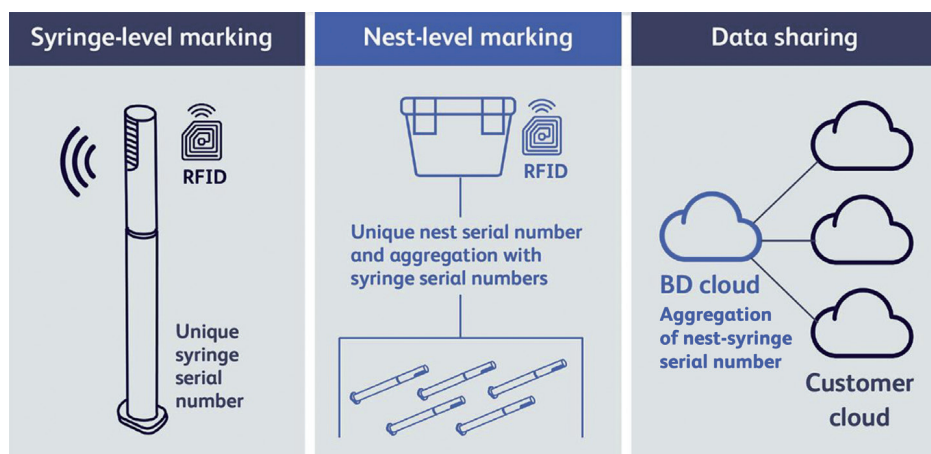 Syringe-level marking
RFID
Unique
syringe
serial
number
Nest-level marking
RFID
Unique nest serial number
and aggregation with
syringe serial numbers
Data sharing
BD cloud
Aggregation
of nest-syringe
serial number
Customer
cloud